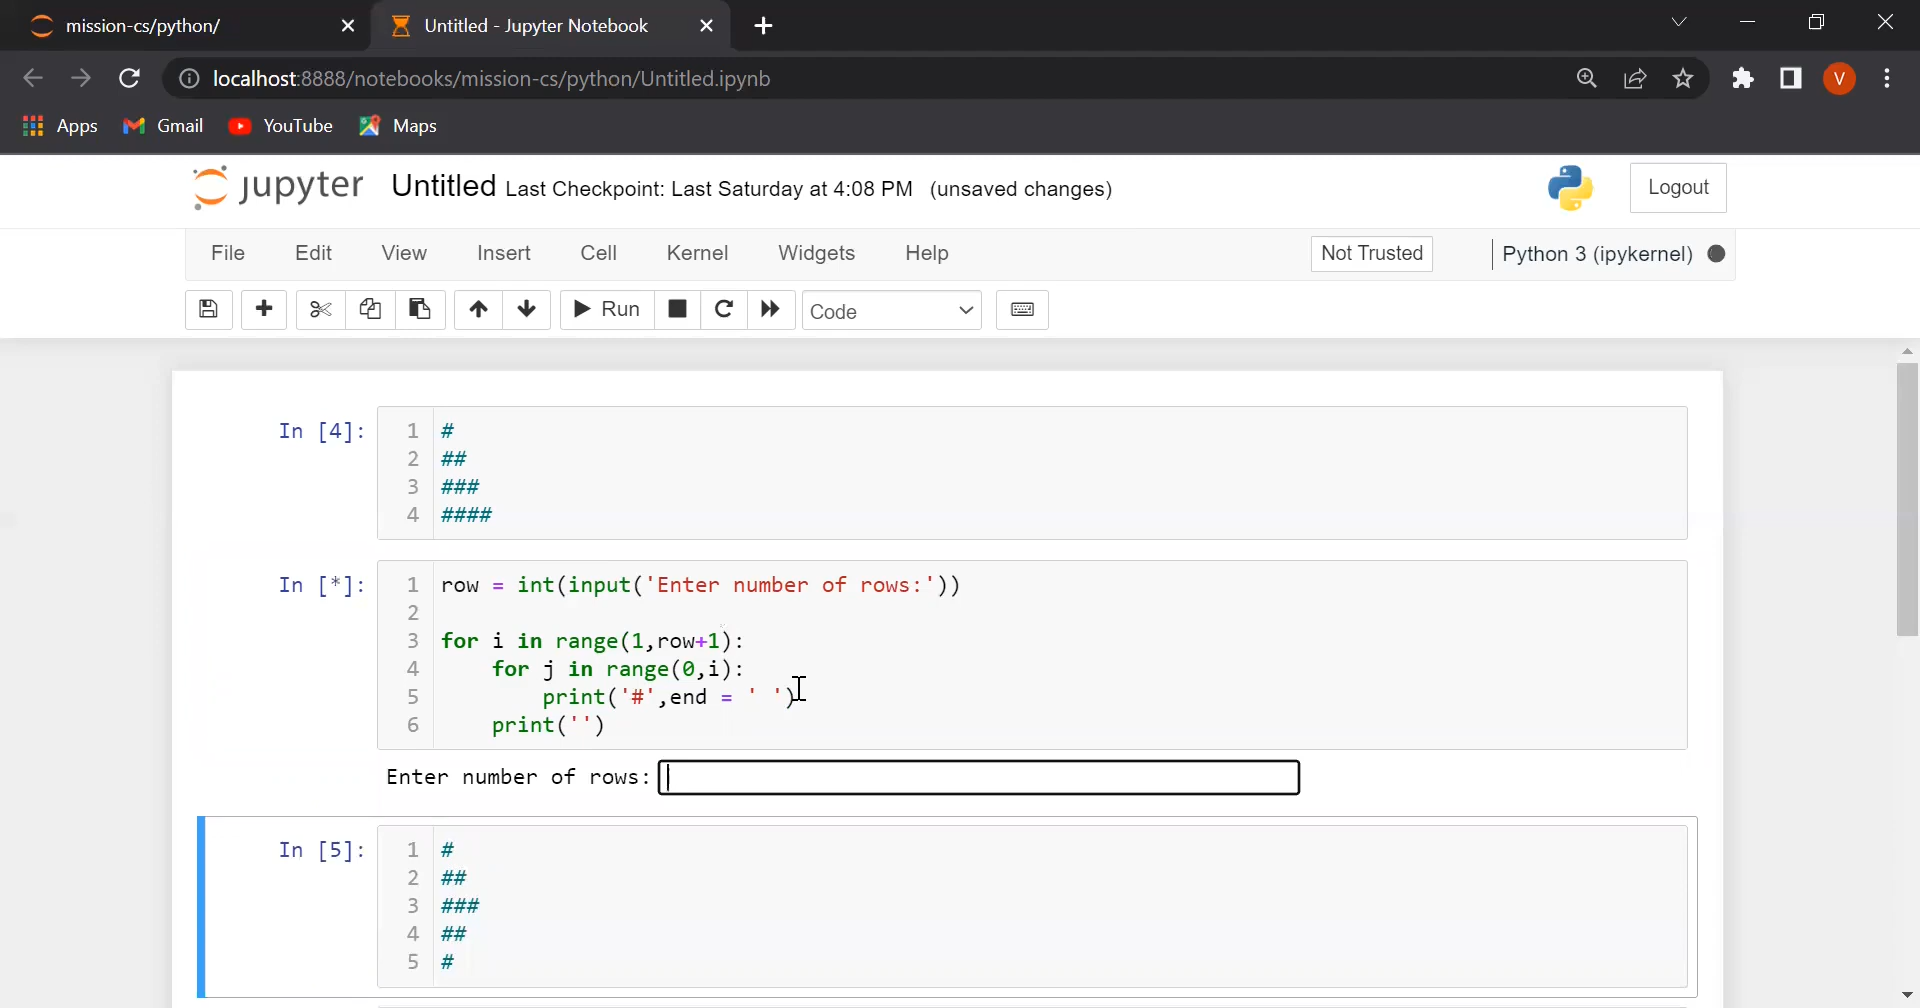 mission-cs/python/
Untitled - Jupyter Notebook
localhost:8888/notebooks/mission-cs/python/Untitled.ipynb
V
Apps Gmail YouTube Maps
jupyter Untitled Last Checkpoint: Last Saturday at 4:08 PM (unsaved changes)
Logout
File Edit View Insert Cell Kernel Widgets Help
Not Trusted Python 3 (ipykernel)
Run Code
In [4]:
1 #
2 ##
3 ###
4 ####
In [*]:
1 row = int(input('Enter number of rows:'))
2
3 for i in range(1,row+1):
4 for j in range(0,i):
5 print('#',end = ' ')
6 print('')
Enter number of rows:
In [5]:
1 #
2 ##
3 ###
4 ##
5 #